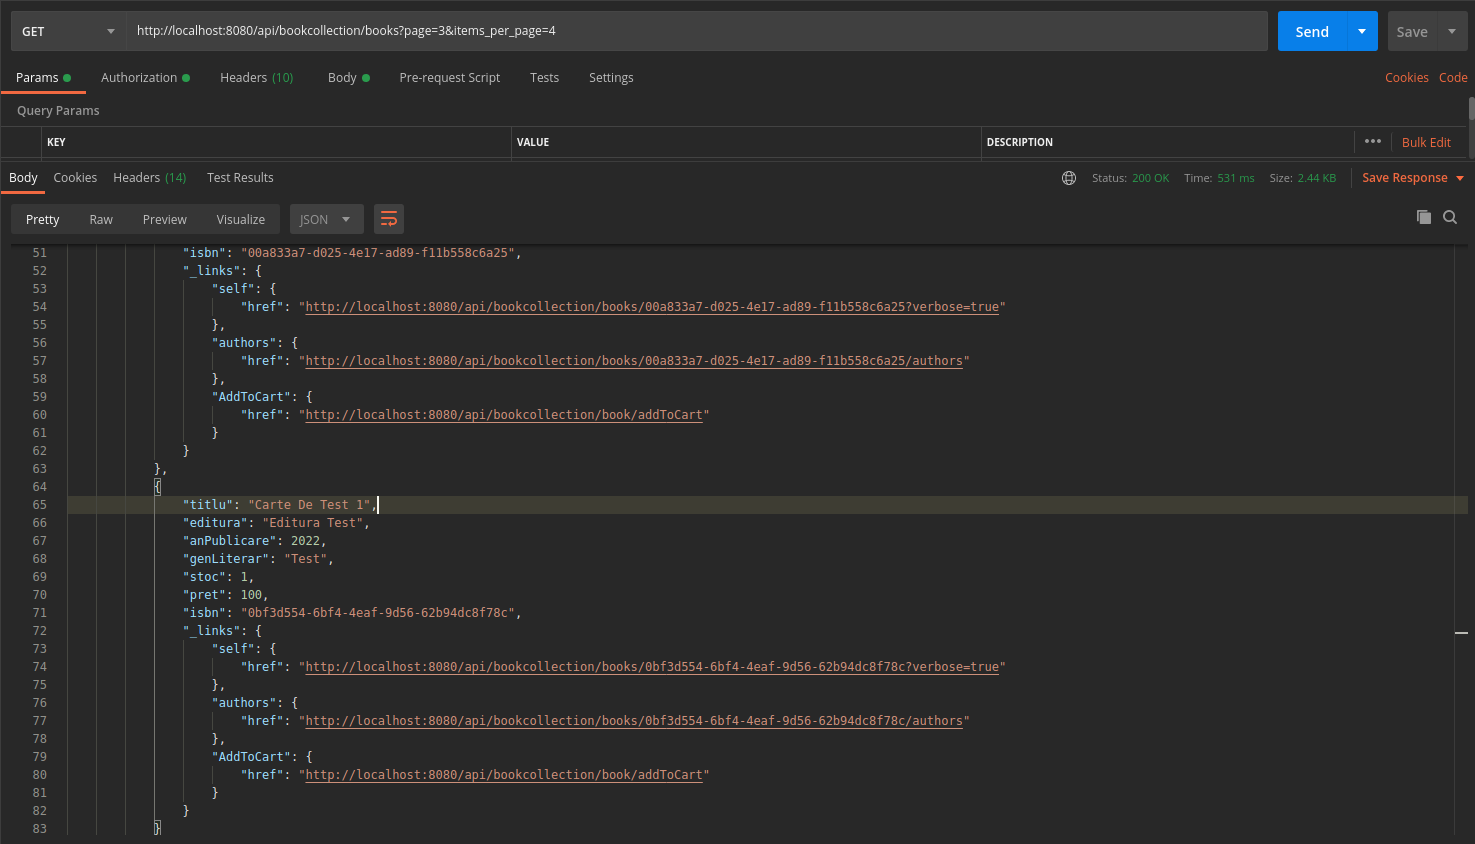 GET http://localhost:8080/api/bookcollection/books?page=3&items_per_page=4 Send Save
Params Authorization Headers (10) Body Pre-request Script Tests Settings Cookies Code
Query Params
KEY VALUE DESCRIPTION ••• Bulk Edit
Body Cookies Headers (14) Test Results Status: 200 OK Time: 531 ms Size: 2.44 KB Save Response
Pretty Raw Preview Visualize JSON
51 "isbn": "00a833a7-d025-4e17-ad89-f11b558c6a25",
52 "_links": {
53 "self": {
54 "href": "http://localhost:8080/api/bookcollection/books/00a833a7-d025-4e17-ad89-f11b558c6a25?verbose=true"
55 },
56 "authors": {
57 "href": "http://localhost:8080/api/bookcollection/books/00a833a7-d025-4e17-ad89-f11b558c6a25/authors"
58 },
59 "AddToCart": {
60 "href": "http://localhost:8080/api/bookcollection/book/addToCart"
61 }
62 }
63 },
64 {
65 "titlu": "Carte De Test 1",
66 "editura": "Editura Test",
67 "anPublicare": 2022,
68 "genLiterar": "Test",
69 "stoc": 1,
70 "pret": 100,
71 "isbn": "0bf3d554-6bf4-4eaf-9d56-62b94dc8f78c",
72 "_links": {
73 "self": {
74 "href": "http://localhost:8080/api/bookcollection/books/0bf3d554-6bf4-4eaf-9d56-62b94dc8f78c?verbose=true"
75 },
76 "authors": {
77 "href": "http://localhost:8080/api/bookcollection/books/0bf3d554-6bf4-4eaf-9d56-62b94dc8f78c/authors"
78 },
79 "AddToCart": {
80 "href": "http://localhost:8080/api/bookcollection/book/addToCart"
81 }
82 }
83 }